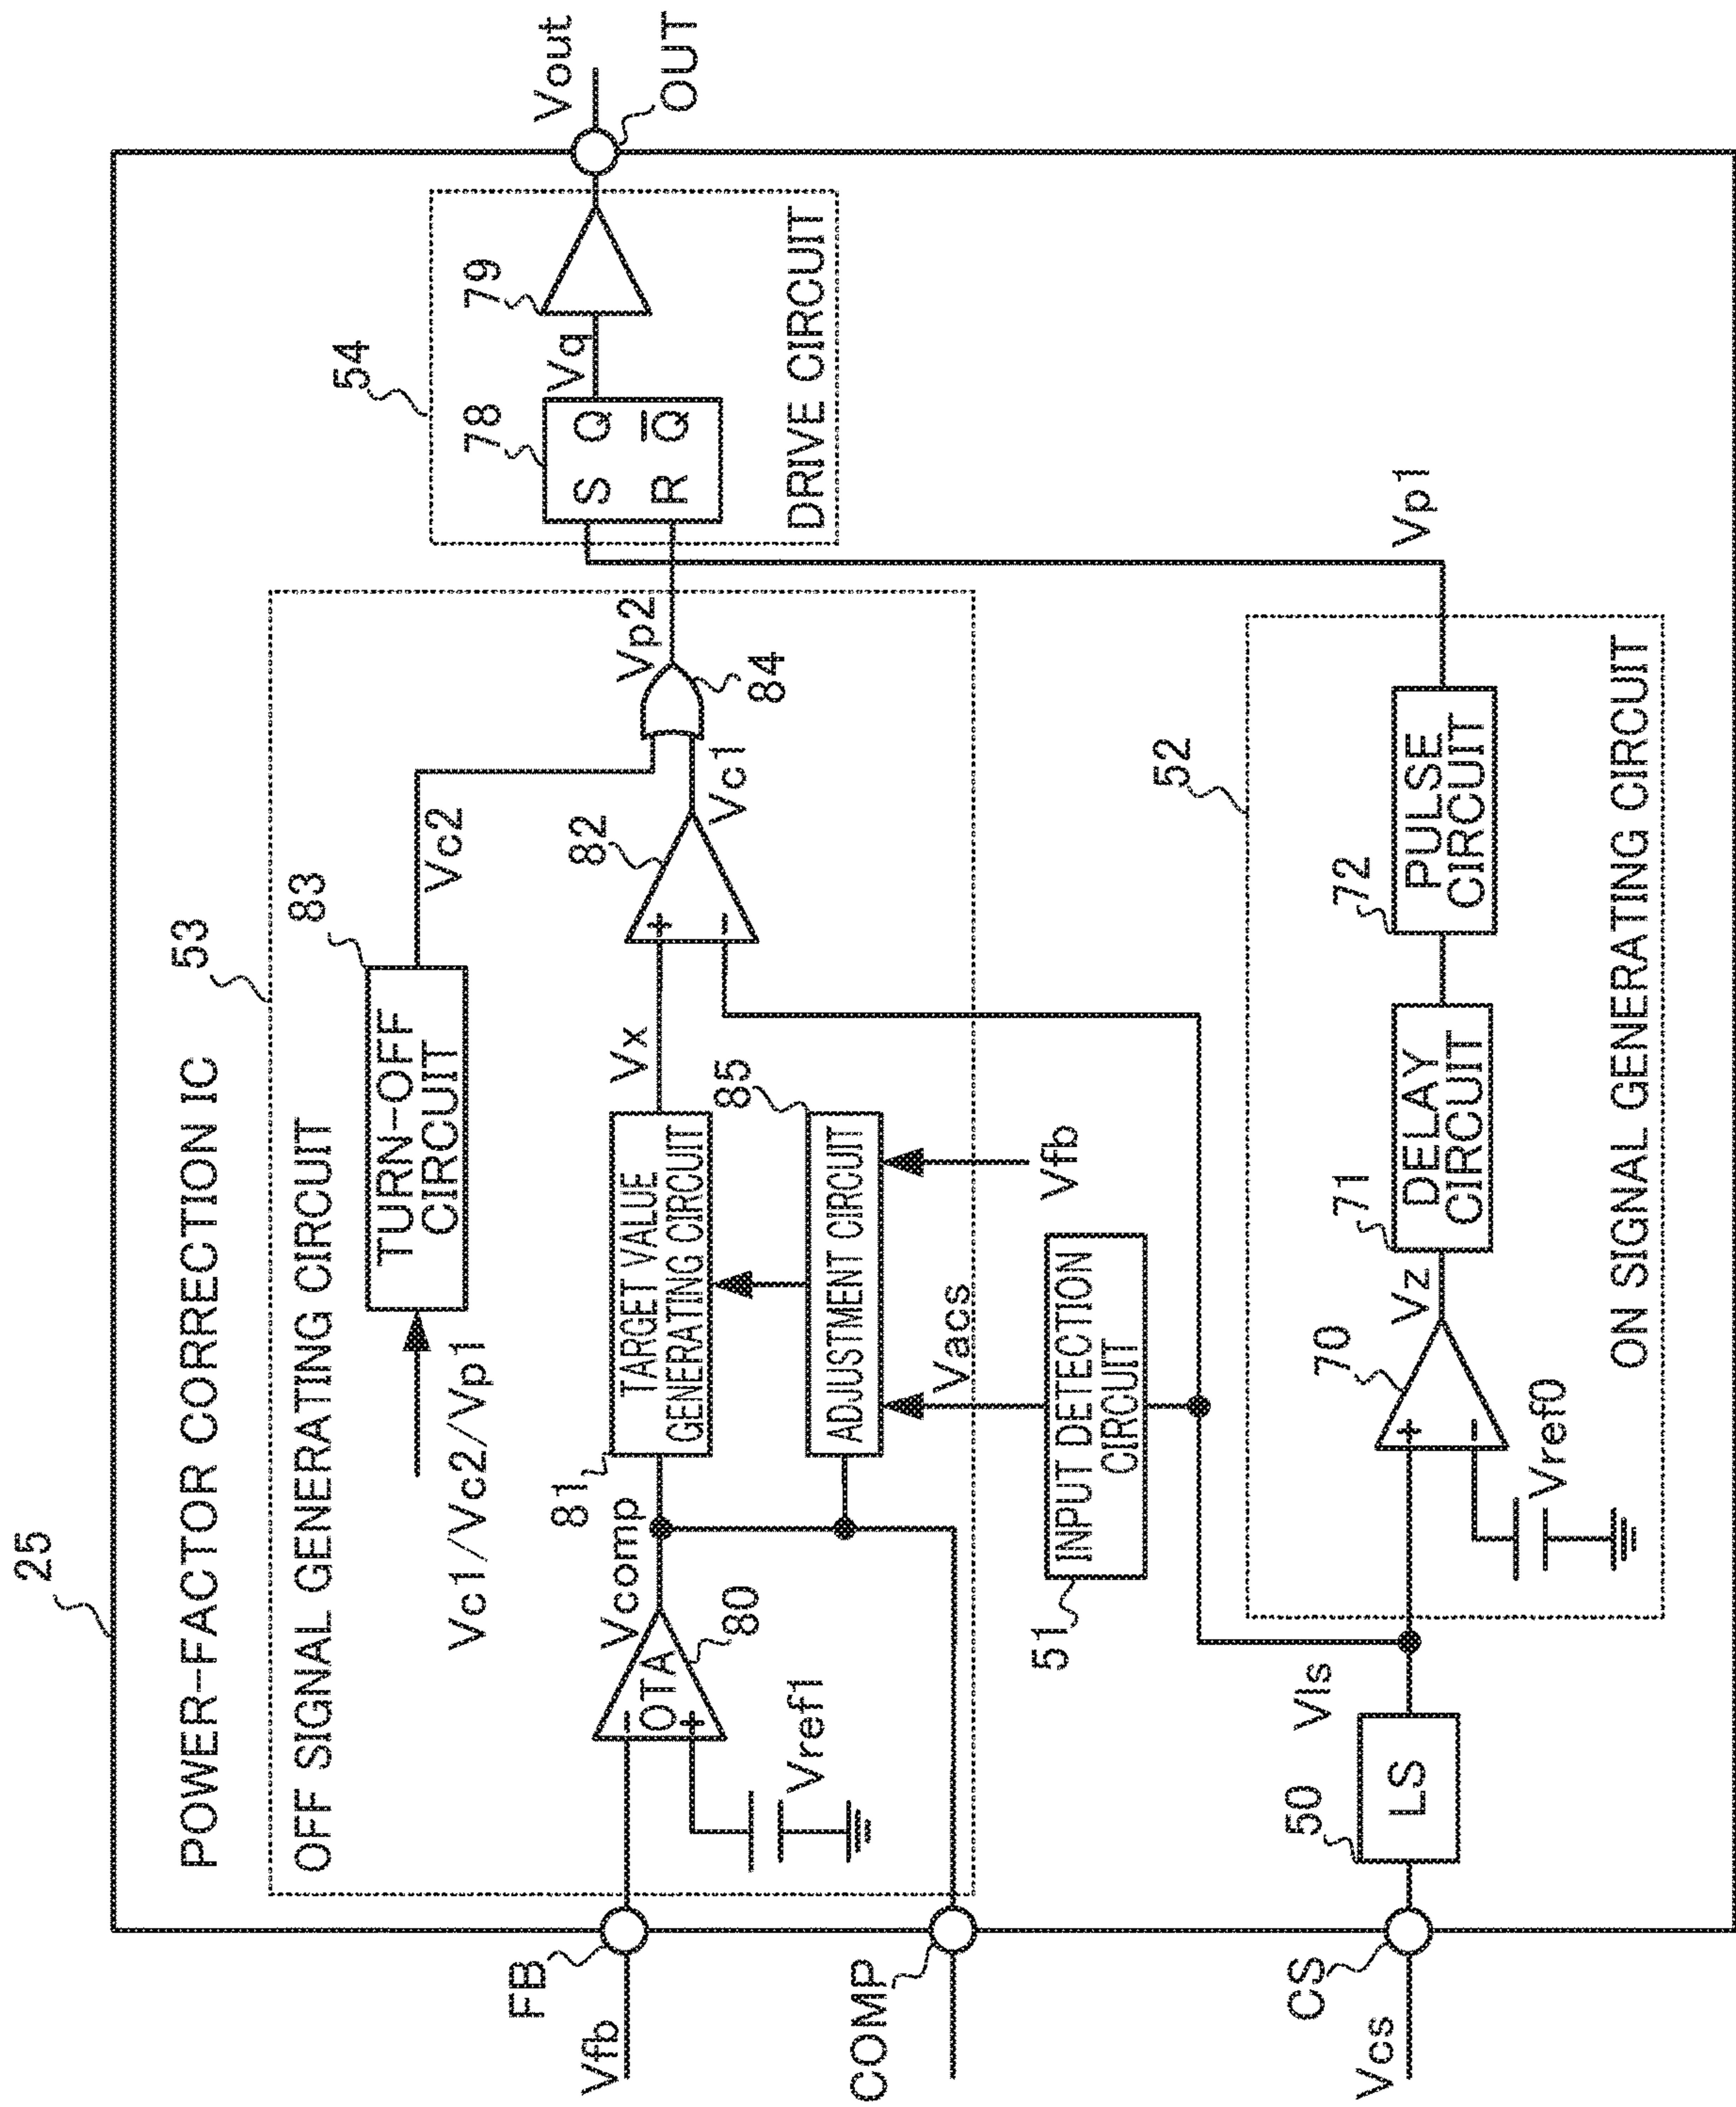 25
POWER-FACTOR CORRECTION IC
53
OFF SIGNAL GENERATING CIRCUIT
83
TURN-OFF
CIRCUIT
Vc1/Vc2/Vp1
Vc2
54
78
79
S Q
R Q
Vq
DRIVE CIRCUIT
Vout
OUT
FB
Vfb
OTA
-
+
80
Vref1
Vcomp
81
TARGET VALUE
GENERATING CIRCUIT
Vx
82
+
-
Vc1
Vp2
84
85
ADJUSTMENT CIRCUIT
Vfb
Vacs
COMP
51
INPUT DETECTION
CIRCUIT
52
CS
Vcs
50
LS
Vls
70
+
-
Vref0
Vz
71
DELAY
CIRCUIT
72
PULSE
CIRCUIT
Vp1
ON SIGNAL GENERATING CIRCUIT